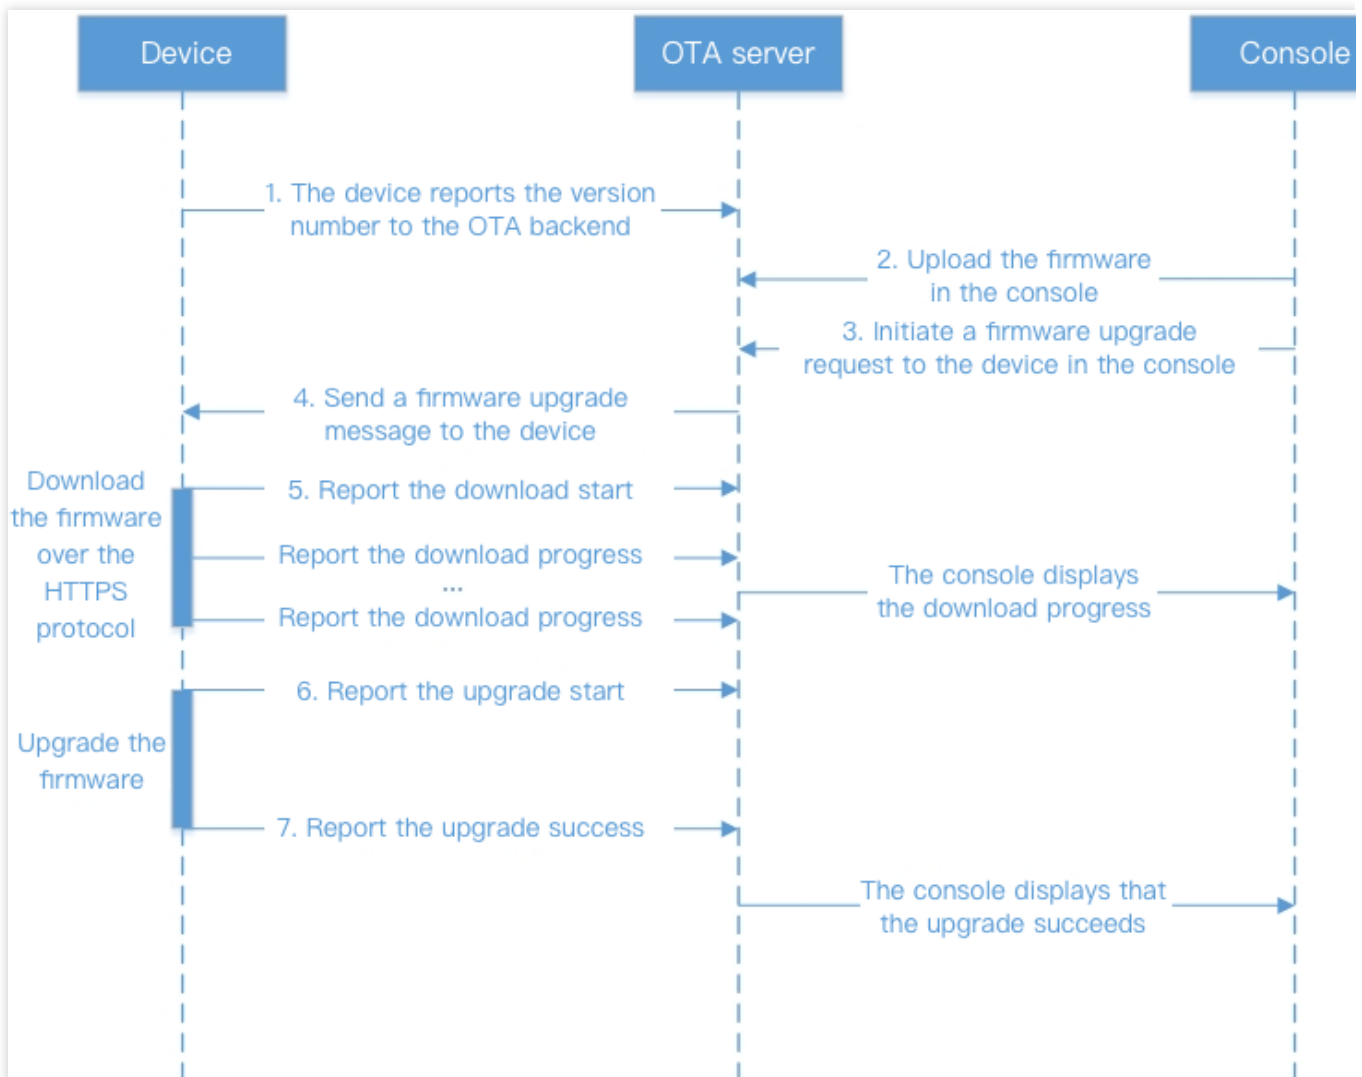 Device
OTA server
Console
1. The device reports the version
number to the OTA backend
2. Upload the firmware
in the console
3. Initiate a firmware upgrade
request to the device in the console
4. Send a firmware upgrade
message to the device
Download
the firmware
over the
HTTPS
protocol
5. Report the download start
Report the download progress
...
Report the download progress
The console displays
the download progress
6. Report the upgrade start
Upgrade the
firmware
7. Report the upgrade success
The console displays that
the upgrade succeeds